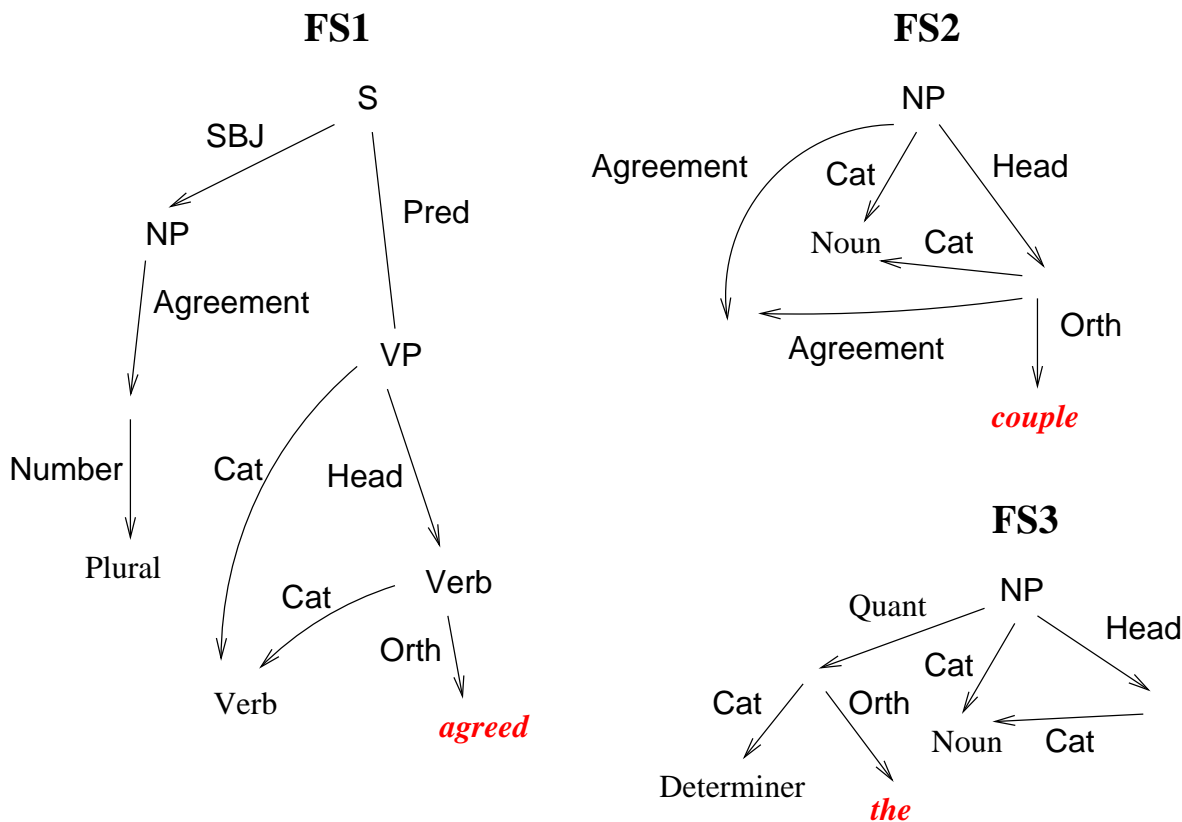 FS1
S
SBJ
Pred
NP
Agreement
VP
Number
Cat
Head
Plural
Verb
Cat
Orth
Verb
agreed
FS2
NP
Agreement
Cat
Head
Noun
Cat
Orth
Agreement
couple
FS3
NP
Quant
Head
Cat
Cat
Orth
Noun
Cat
Determiner
the